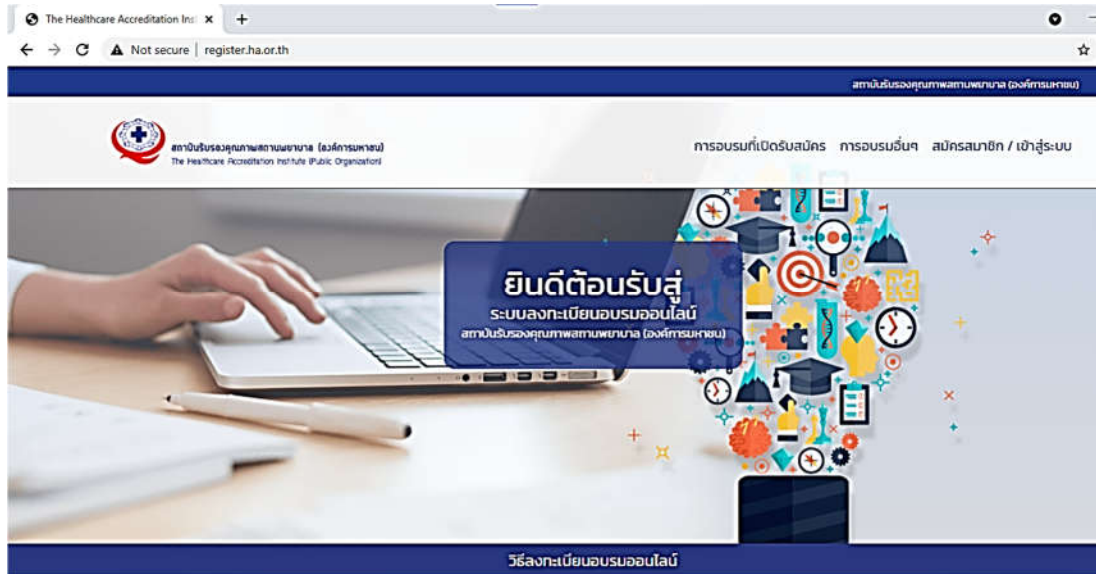 The Healthcare Accreditation Ins
Not secure | register.ha.or.th
สถาบันรับรองคุณภาพสถานพยาบาล (องค์การมหาชน)
สถาบันรับรองคุณภาพสถานพยาบาล (องค์การมหาชน)
The Healthcare Accreditation Institute (Public Organization)
การอบรมที่เปิดรับสมัคร การอบรมอื่นๆ สมัครสมาชิก / เข้าสู่ระบบ
ยินดีต้อนรับสู่
ระบบลงทะเบียนอบรมออนไลน์
สถาบันรับรองคุณภาพสถานพยาบาล (องค์การมหาชน)
วิธีลงทะเบียนอบรมออนไลน์